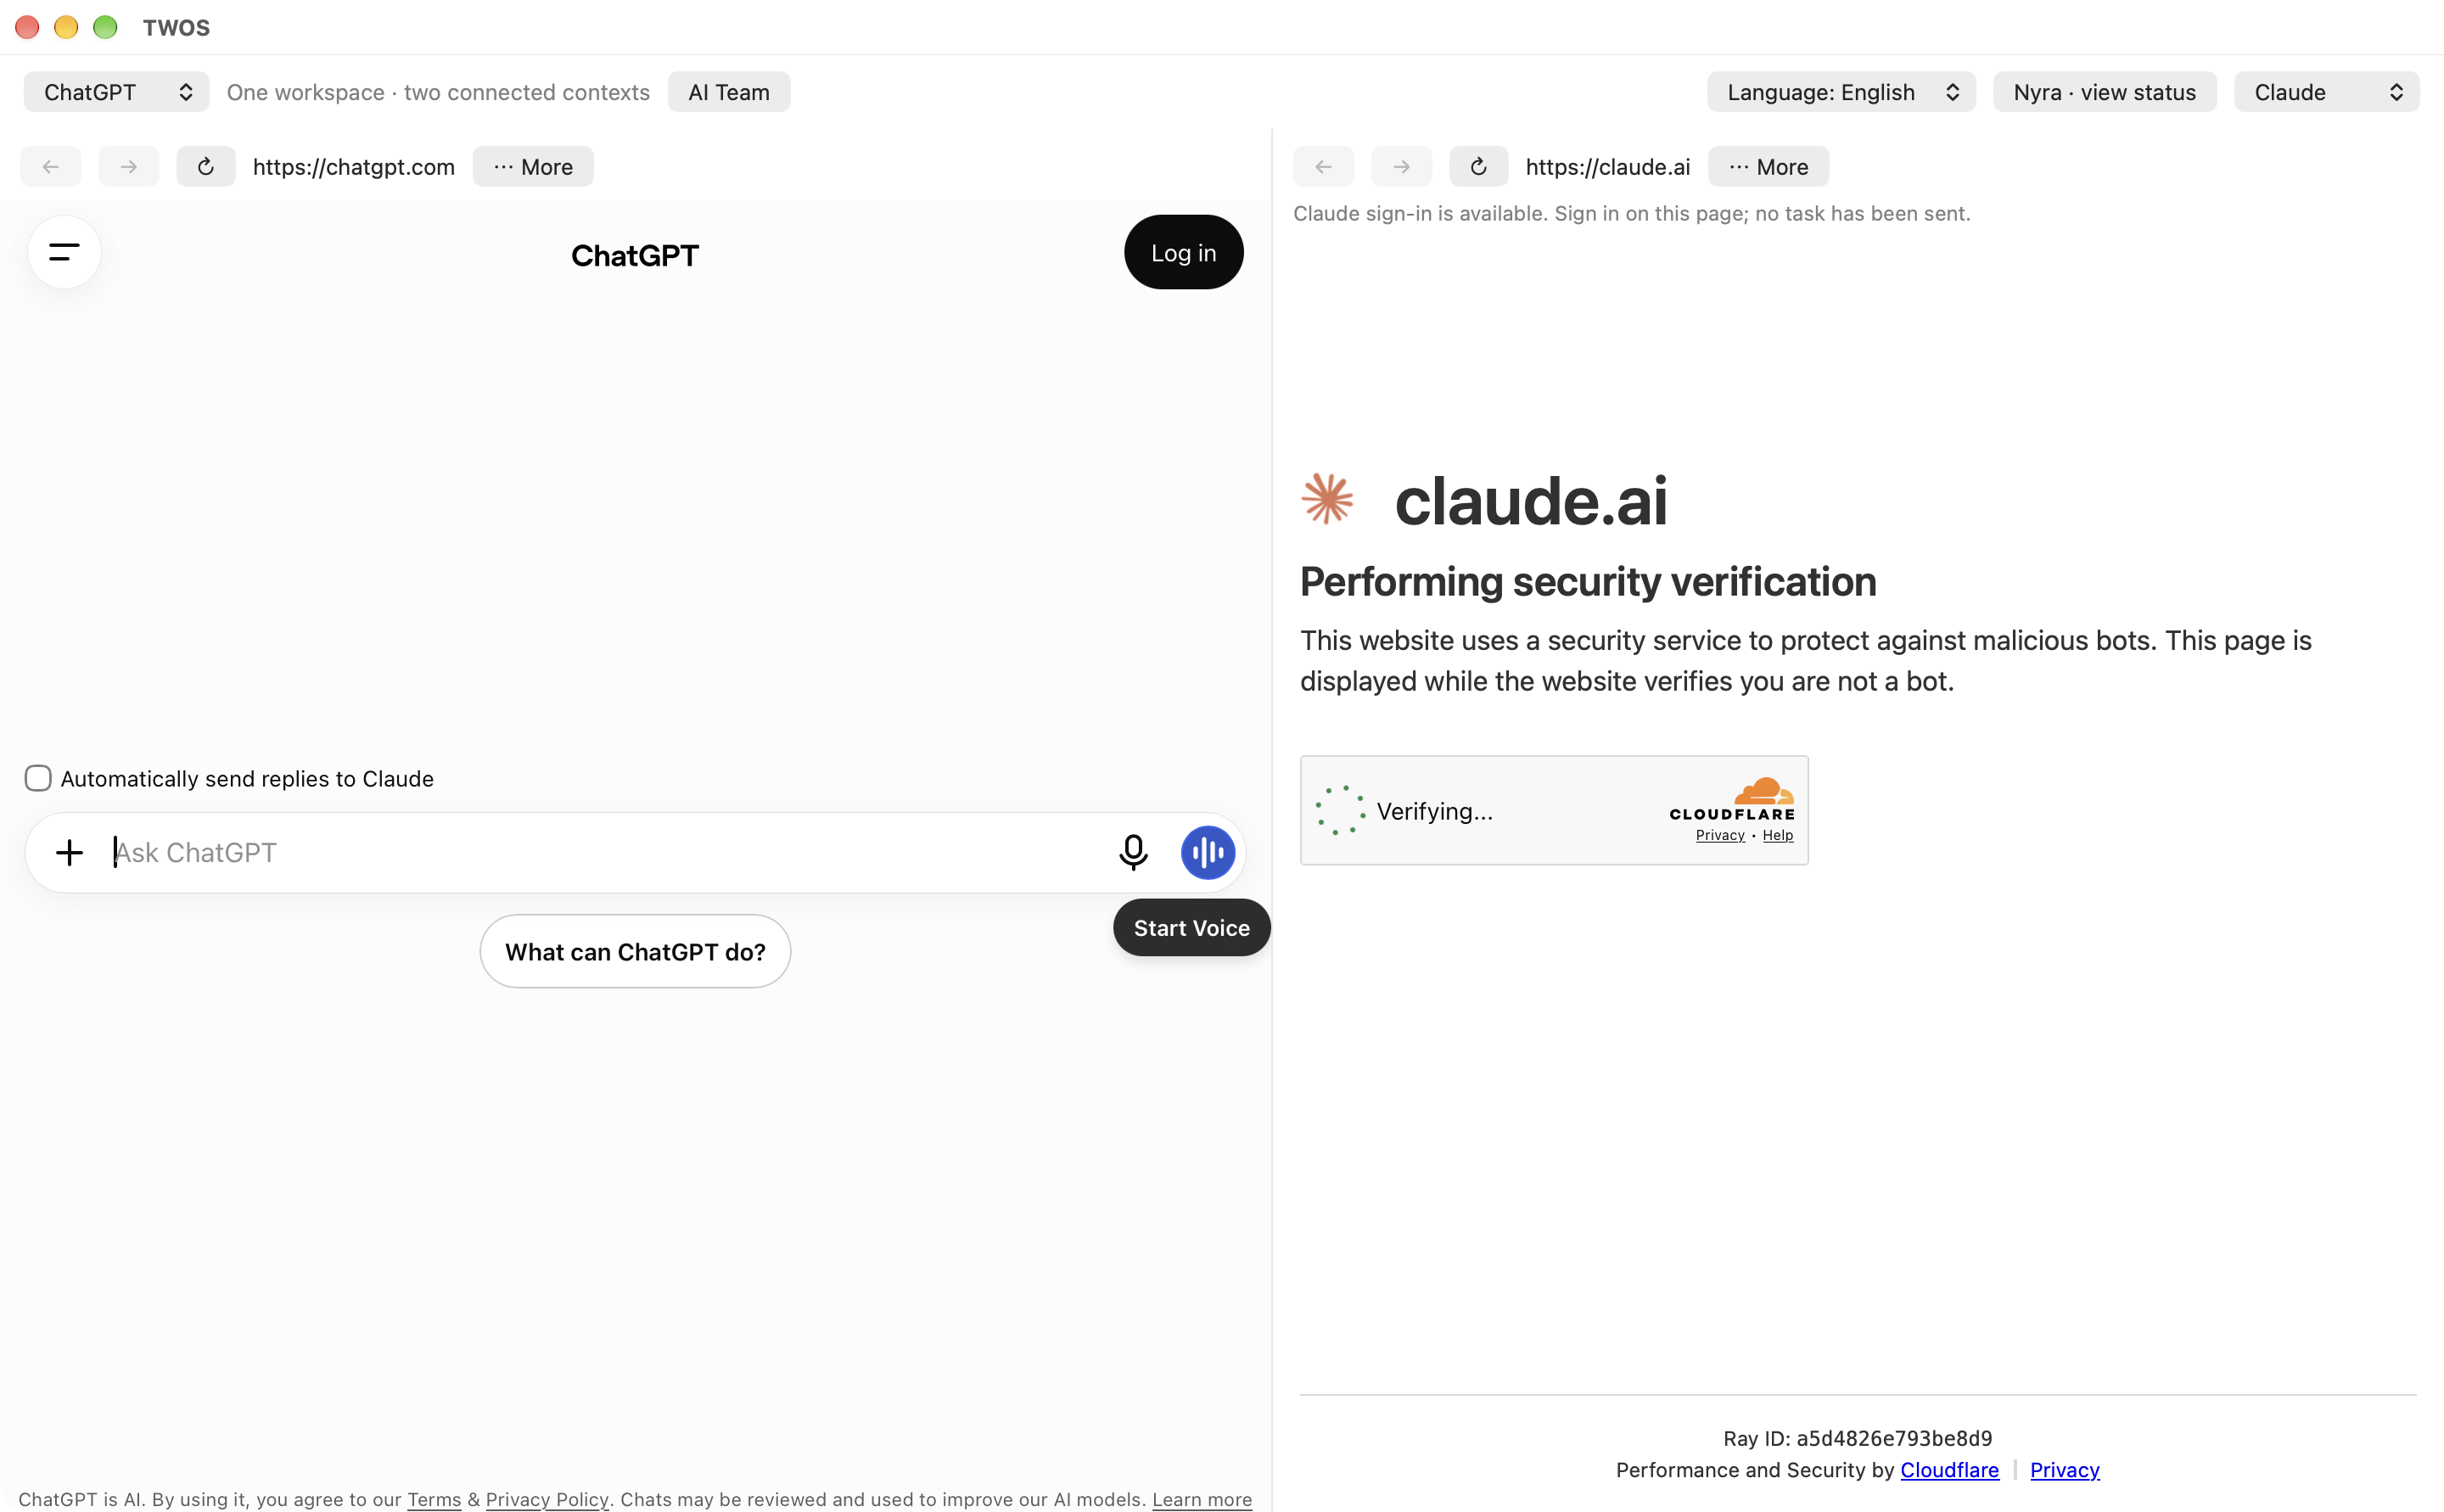 TWOS
ChatGPT
One workspace · two connected contexts
AI Team
Language: English
Nyra · view status
Claude
https://chatgpt.com
··· More
https://claude.ai
··· More
Claude sign-in is available. Sign in on this page; no task has been sent.
ChatGPT
Log in
Automatically send replies to Claude
Ask ChatGPT
Start Voice
What can ChatGPT do?
ChatGPT is AI. By using it, you agree to our Terms & Privacy Policy. Chats may be reviewed and used to improve our AI models. Learn more
claude.ai
Performing security verification
This website uses a security service to protect against malicious bots. This page is
displayed while the website verifies you are not a bot.
Verifying...
CLOUDFLARE
Privacy • Help
Ray ID: a5d4826e793be8d9
Performance and Security by Cloudflare | Privacy